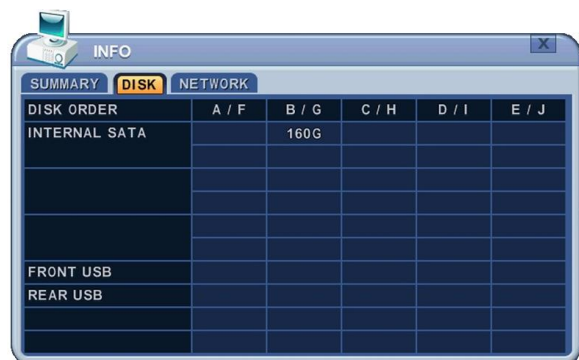 INFO
X
SUMMARY DISK NETWORK
DISK ORDER A / F B / G C / H D / I E / J
INTERNAL SATA 160G
FRONT USB
REAR USB